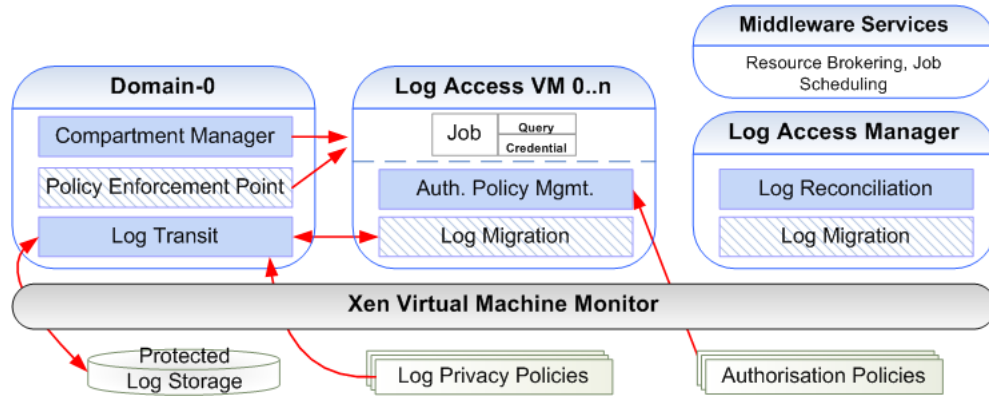 Middleware Services
Resource Brokering, Job
Scheduling
Domain-0
Compartment Manager
Policy Enforcement Point
Log Transit
Log Access VM 0..n
Job
Query
Credential
Auth. Policy Mgmt.
Log Migration
Log Access Manager
Log Reconciliation
Log Migration
Xen Virtual Machine Monitor
Protected
Log Storage
Log Privacy Policies
Authorisation Policies